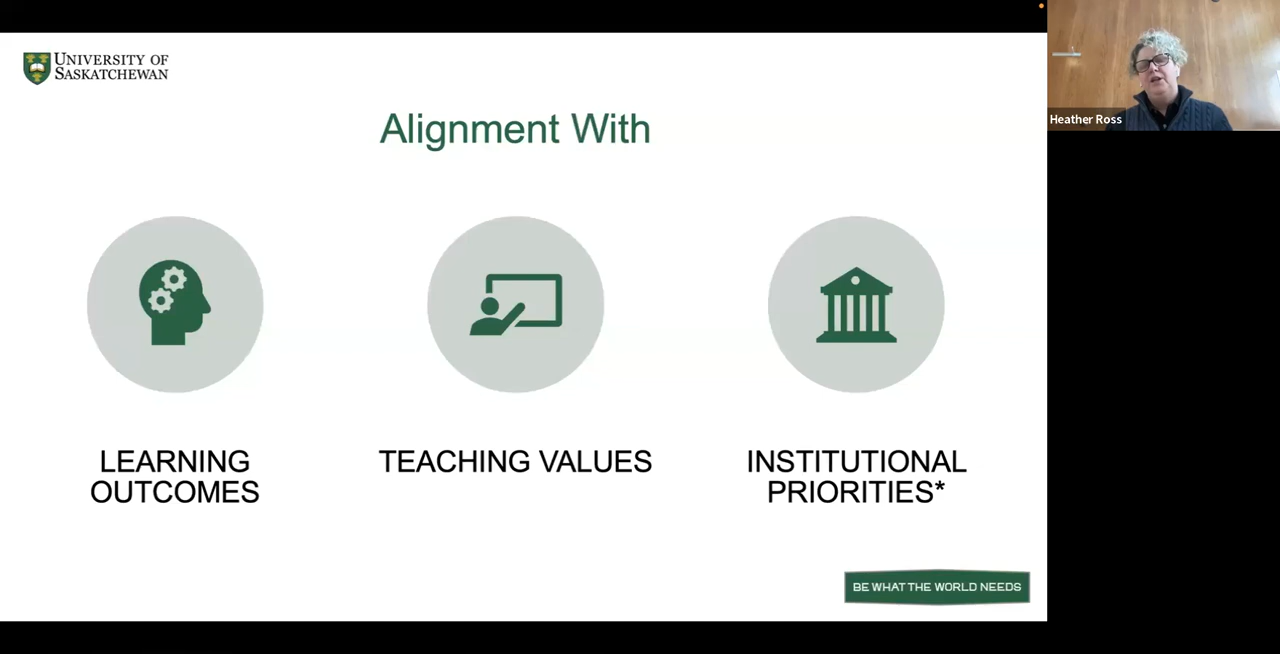 UNIVERSITY OF
SASKATCHEWAN
Heather Ross
Alignment With
LEARNING
OUTCOMES
TEACHING VALUES
INSTITUTIONAL
PRIORITIES*
BE WHAT THE WORLD NEEDS